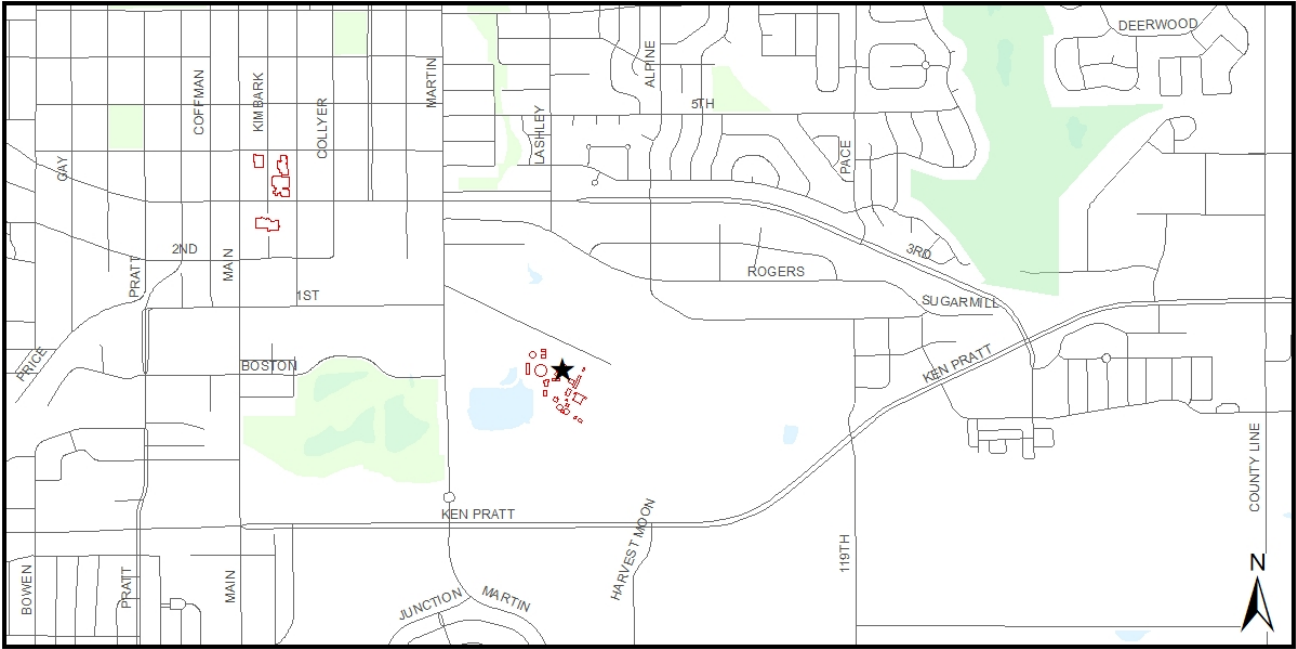 DEERWOOD
ALPINE
MARTIN
COFFMAN
KIMBARK
COLLYER
5TH
LASHLEY
PACE
GAY
2ND
MAIN
PRATT
3RD
ROGERS
1ST
SUGARMILL
PRICE
BOSTON
KEN PRATT
COUNTY LINE
KEN PRATT
HARVEST MOON
119TH
N
BOWEN
PRATT
MAIN
JUNCTION
MARTIN